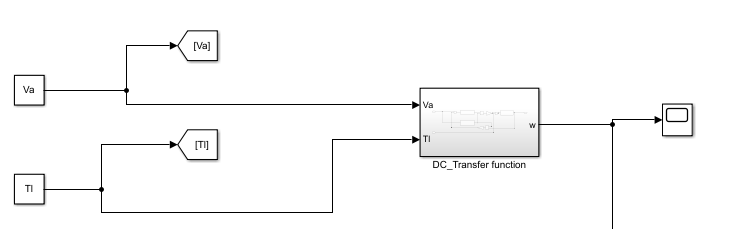 [Va]
Va
Va
w
Tl
[Tl]
DC_Transfer function
Tl